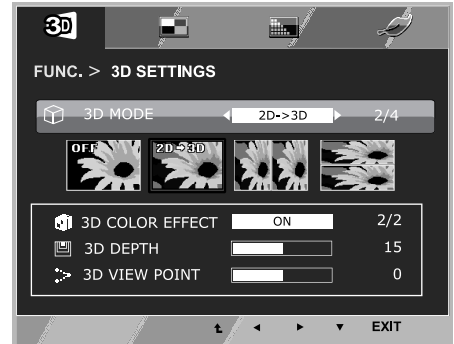 3D
FUNC. > 3D SETTINGS
3D MODE 2D->3D 2/4
OFF 2D→3D
3D COLOR EFFECT ON 2/2
3D DEPTH 15
3D VIEW POINT 0
EXIT